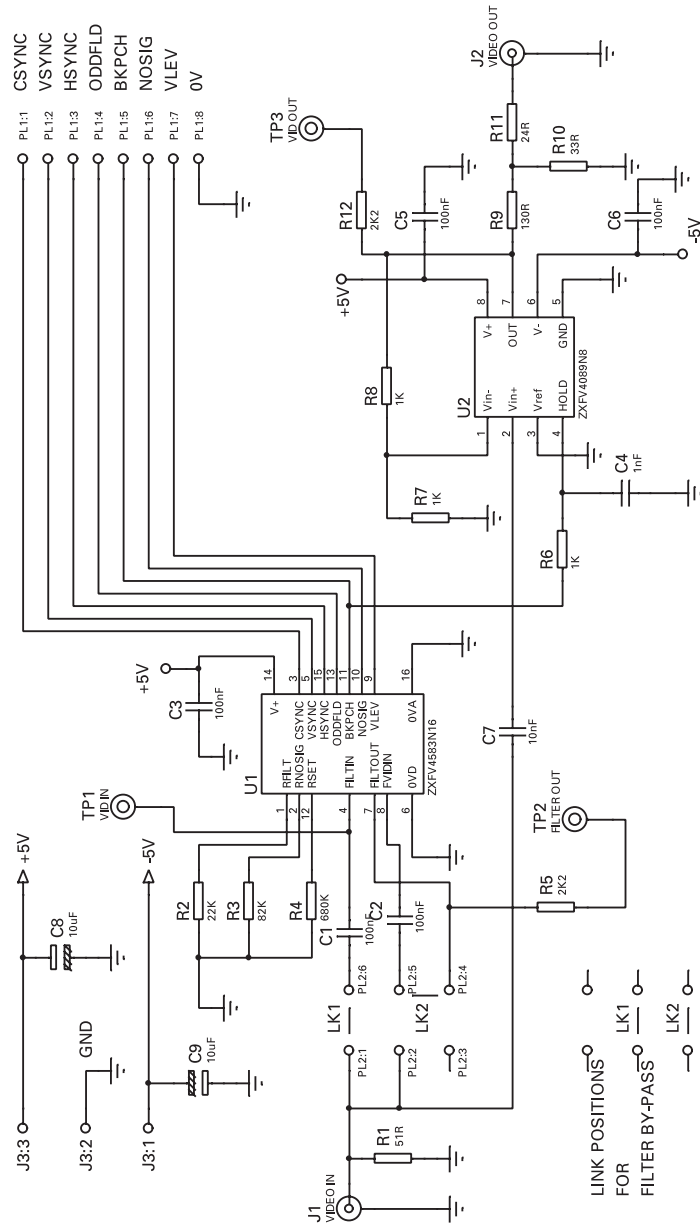 J3:3
J3:2
J3:1
C8
10uF
+5V
GND
C9
10uF
-5V
CSYNC PL1:1
VSYNC PL1:2
HSYNC PL1:3
ODDFLD PL1:4
BKPCH PL1:5
NOSIG PL1:6
VLEV PL1:7
0V PL1:8
TP1
VID IN
+5V
C3
100nF
R2
22K
R3
82K
R4
680K
U1
ZXFV4583N16
1 RFILT
2 RNOSIG
12 RSET
4 FILTIN
7 FILTOUT
8 FVIDIN
6 0VD
V+ 14
CSYNC 3
VSYNC 5
HSYNC 15
ODDFLD 13
BKPCH 11
NOSIG 10
VLEV 9
0VA 16
C1
100nF
C2
100nF
PL2:6
PL2:5
PL2:4
LK1
LK2
PL2:1
PL2:2
PL2:3
J1
VIDEO IN
R1
51R
R5
2K2
TP2
FILTER OUT
C7
10nF
R6
1K
C4
1nF
R7
1K
R8
1K
U2
ZXFV4089N8
1 Vin-
2 Vin+
3 Vref
4 HOLD
V+ 8
OUT 7
V- 6
GND 5
+5V
C5
100nF
R12
2K2
TP3
VID OUT
R9
130R
R10
33R
R11
24R
J2
VIDEO OUT
C6
100nF
-5V
LINK POSITIONS
FOR
FILTER BY-PASS
LK1
LK2